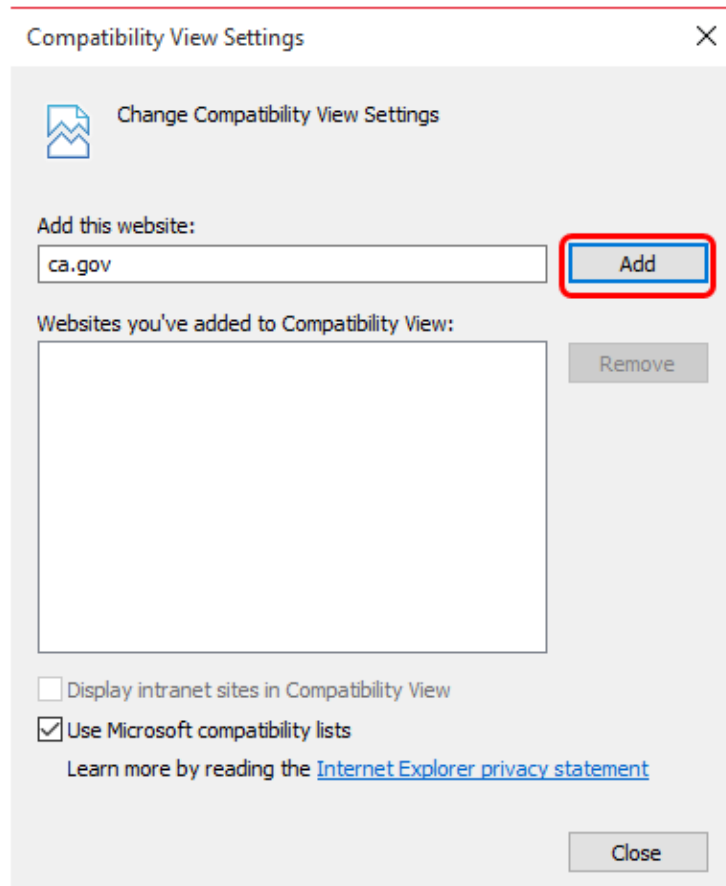 Compatibility View Settings
Change Compatibility View Settings
Add this website:
ca.gov
Add
Websites you've added to Compatibility View:
Remove
Display intranet sites in Compatibility View
Use Microsoft compatibility lists
Learn more by reading the Internet Explorer privacy statement
Close